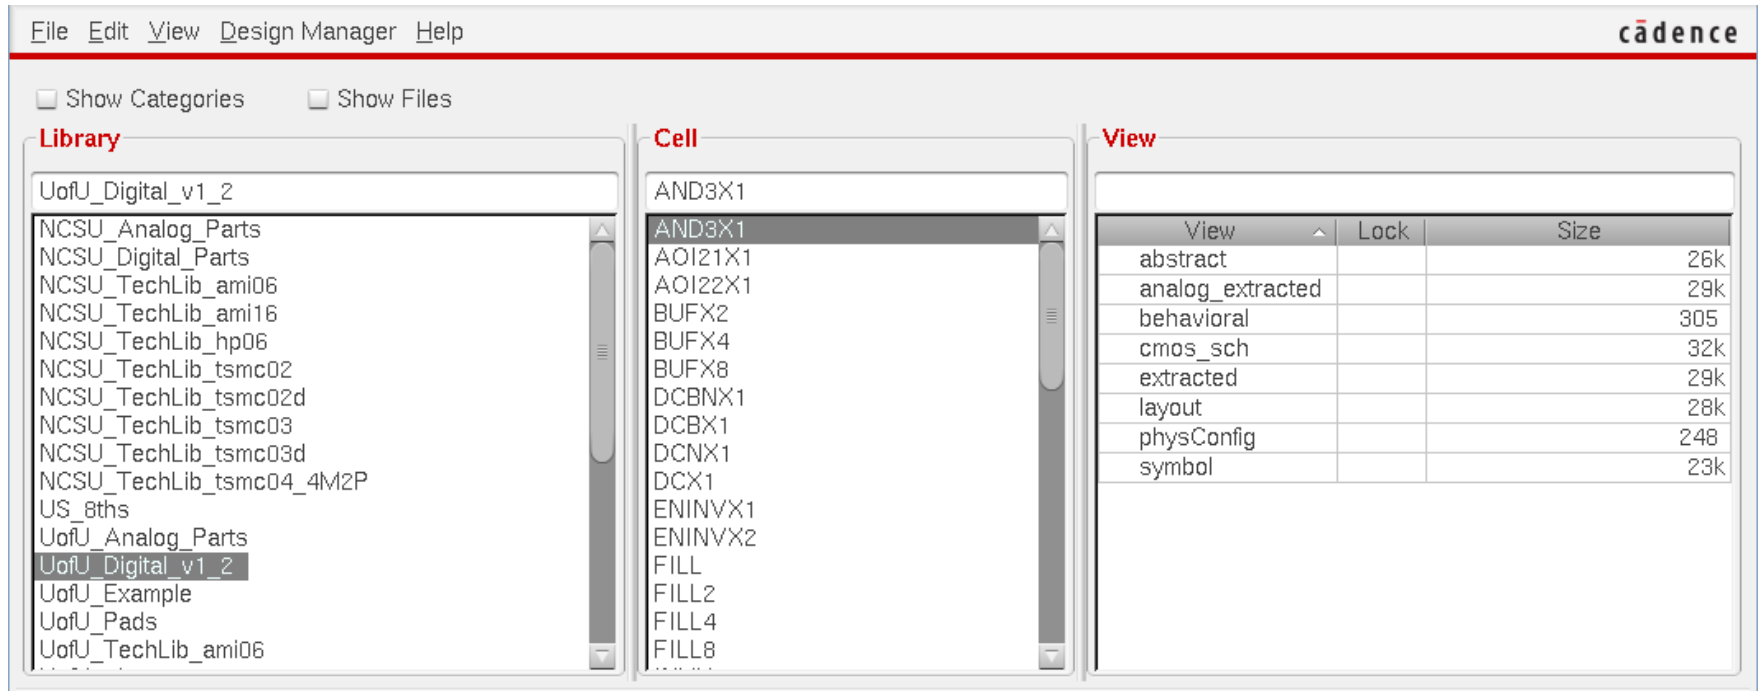 File Edit View Design Manager Help
cādence
Show Categories Show Files
Library
UofU_Digital_v1_2
NCSU_Analog_Parts
NCSU_Digital_Parts
NCSU_TechLib_ami06
NCSU_TechLib_ami16
NCSU_TechLib_hp06
NCSU_TechLib_tsmc02
NCSU_TechLib_tsmc02d
NCSU_TechLib_tsmc03
NCSU_TechLib_tsmc03d
NCSU_TechLib_tsmc04_4M2P
US_8ths
UofU_Analog_Parts
UofU_Digital_v1_2
UofU_Example
UofU_Pads
UofU_TechLib_ami06
Cell
AND3X1
AND3X1
AOI21X1
AOI22X1
BUFX2
BUFX4
BUFX8
DCBNX1
DCBX1
DCNX1
DCX1
ENINVX1
ENINVX2
FILL
FILL2
FILL4
FILL8
View
View Lock Size
abstract 26k
analog_extracted 29k
behavioral 305
cmos_sch 32k
extracted 29k
layout 28k
physConfig 248
symbol 23k